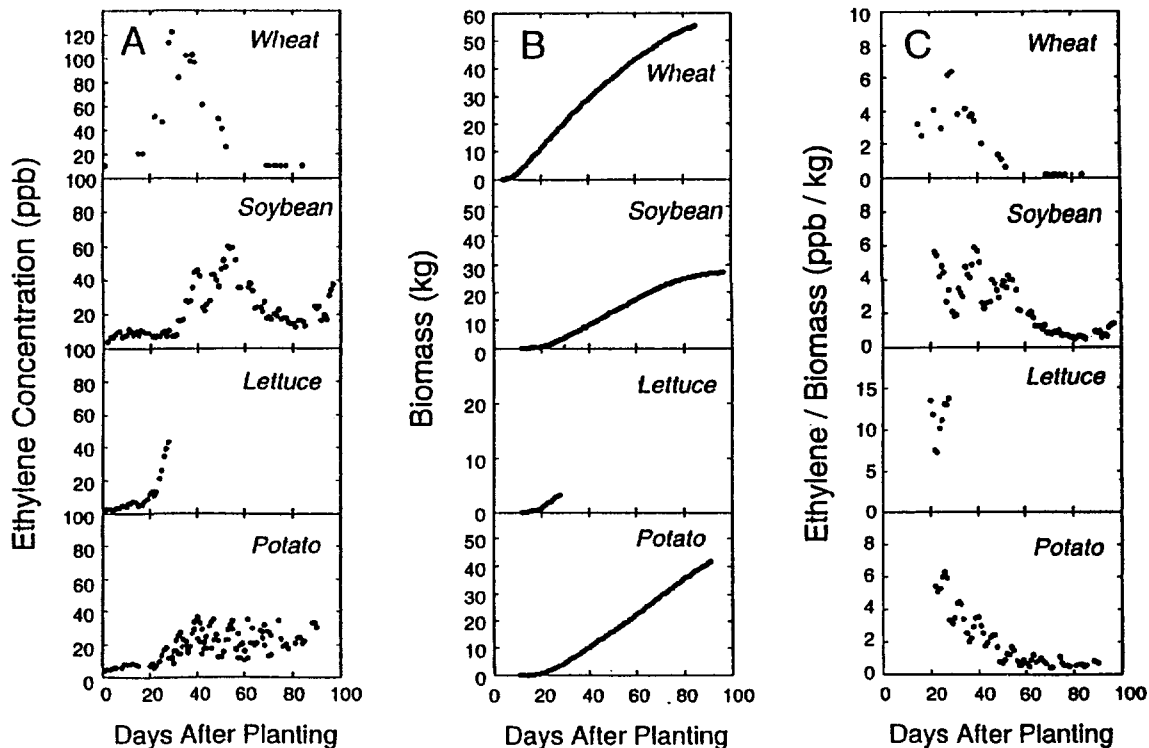 Ethylene Concentration (ppb)
A
Wheat
120
100
80
60
40
20
100
Soybean
80
60
40
20
0
100
Lettuce
80
60
40
20
0
100
Potato
80
60
40
20
0
0 20 40 60 80 100
Days After Planting
Biomass (kg)
B
Wheat
60
50
40
30
20
10
0
Soybean
50
40
30
20
10
0
Lettuce
20
10
0
Potato
50
40
30
20
10
0
0 20 40 60 80 100
Days After Planting
Ethylene / Biomass (ppb / kg)
C
Wheat
10
8
6
4
2
0
Soybean
8
6
4
2
0
Lettuce
15
10
5
0
Potato
8
6
4
2
0
0 20 40 60 80 100
Days After Planting